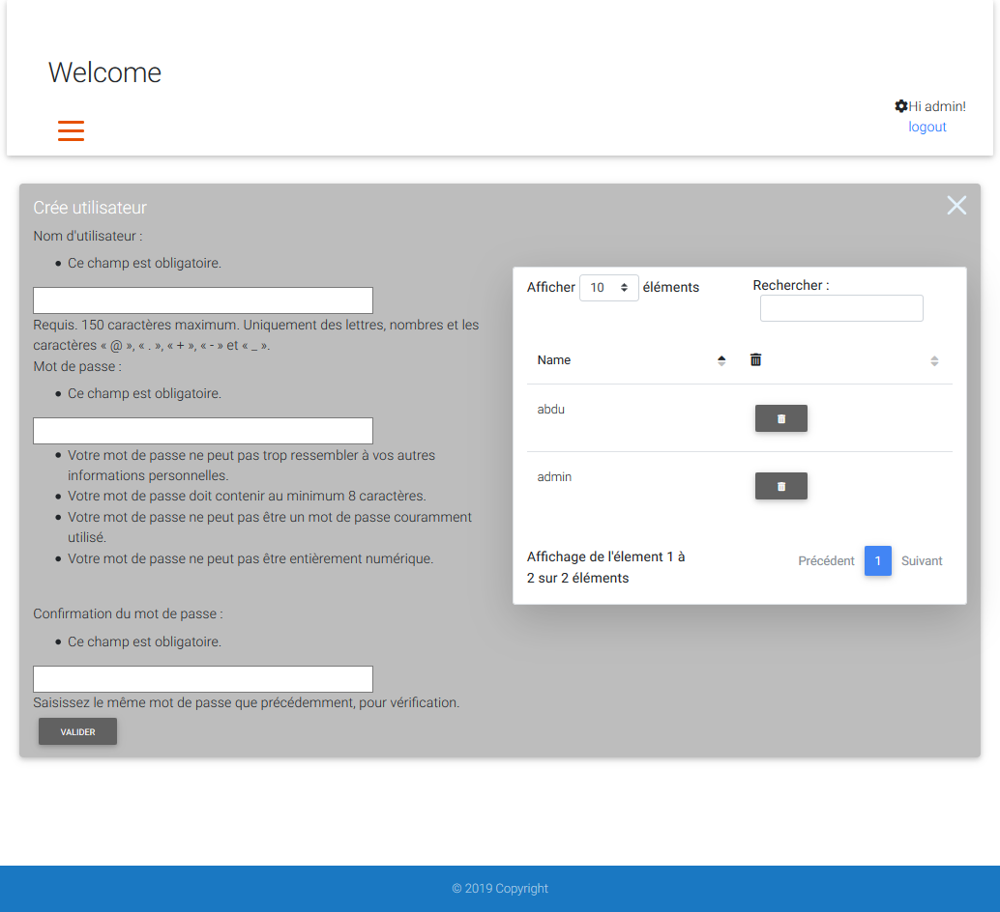 Welcome
Hi admin!
logout
Crée utilisateur
Nom d'utilisateur :
Ce champ est obligatoire.
Requis. 150 caractères maximum. Uniquement des lettres, nombres et les
caractères « @ », « . », « + », « - » et « _ ».
Mot de passe :
Ce champ est obligatoire.
Votre mot de passe ne peut pas trop ressembler à vos autres
informations personnelles.
Votre mot de passe doit contenir au minimum 8 caractères.
Votre mot de passe ne peut pas être un mot de passe couramment
utilisé.
Votre mot de passe ne peut pas être entièrement numérique.
Confirmation du mot de passe :
Ce champ est obligatoire.
Saisissez le même mot de passe que précédemment, pour vérification.
VALIDER
Afficher 10 éléments
Rechercher :
Name
abdu
admin
Affichage de l'élement 1 à
2 sur 2 éléments
Précédent 1 Suivant
© 2019 Copyright